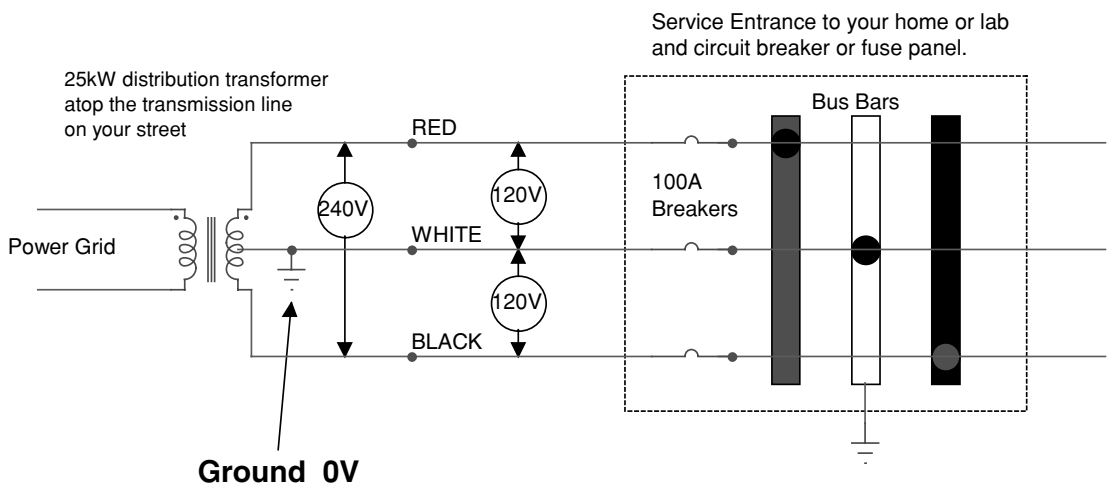 Service Entrance to your home or lab
and circuit breaker or fuse panel.
25kW distribution transformer
atop the transmission line
on your street
Bus Bars
RED
100A
Breakers
240V
120V
Power Grid
WHITE
120V
BLACK
Ground 0V